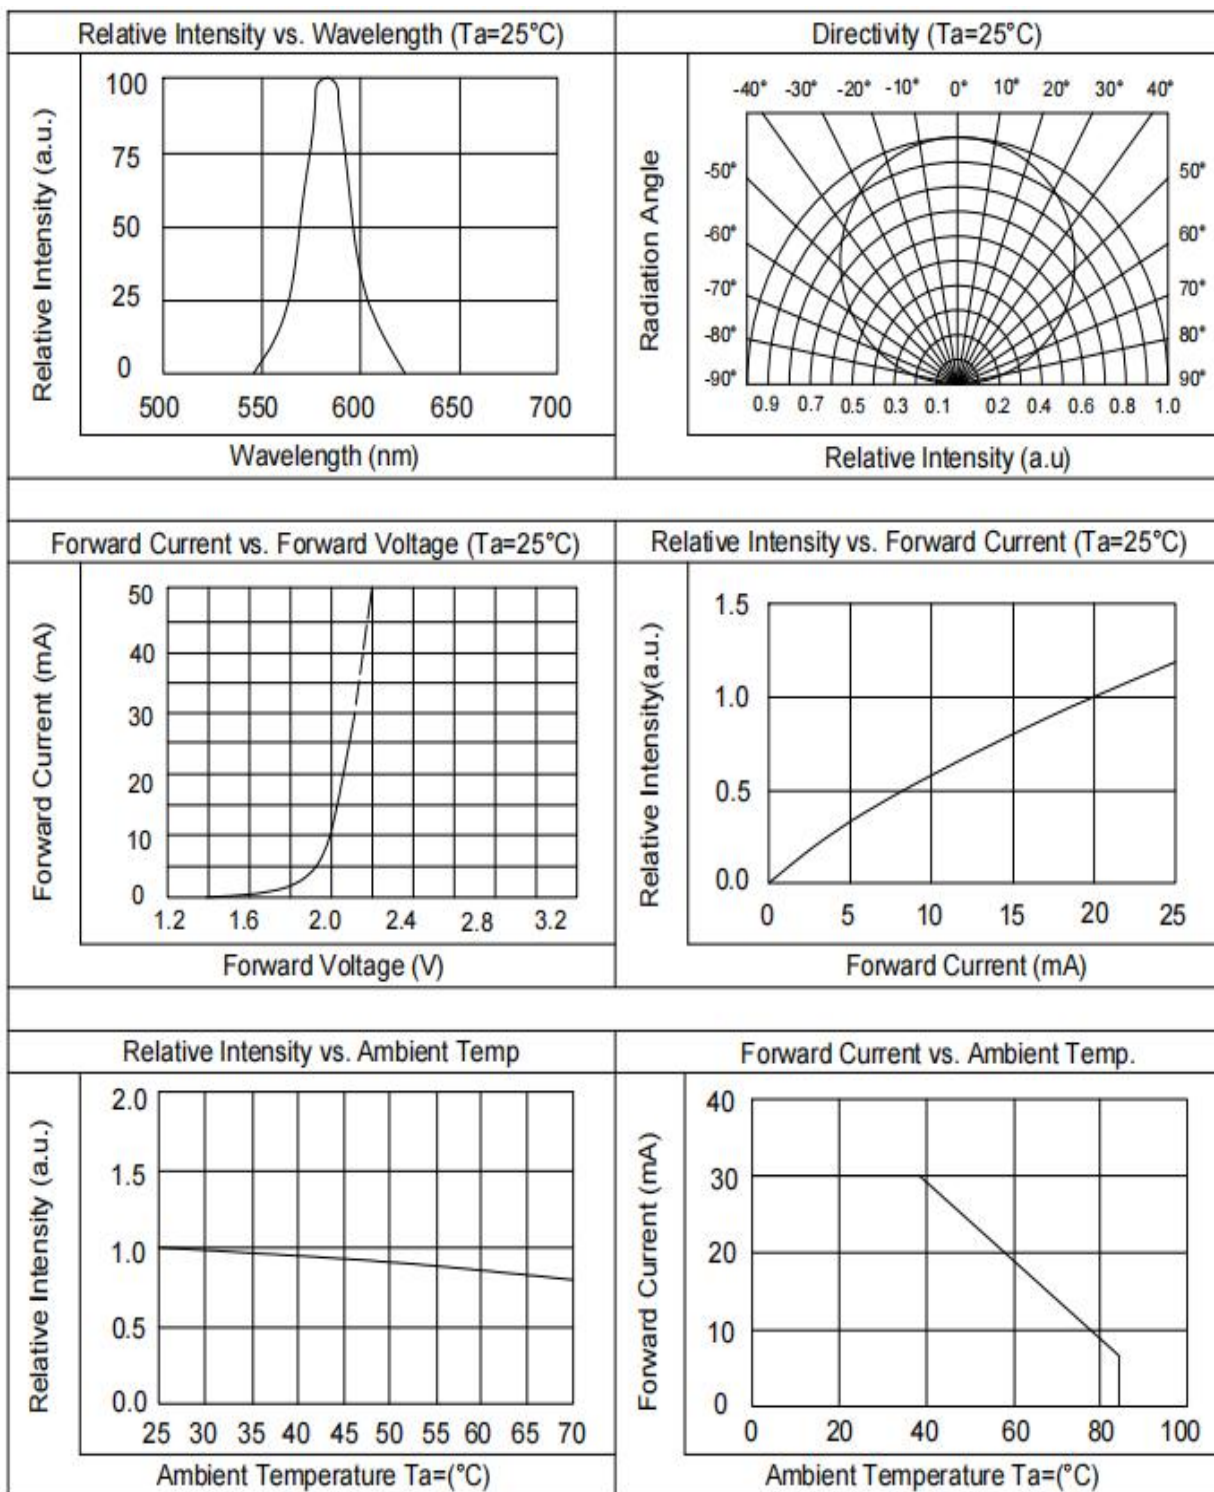 Relative Intensity vs. Wavelength (Ta=25°C)
Relative Intensity (a.u.)
100
75
50
25
0
500 550 600 650 700
Wavelength (nm)
Directivity (Ta=25°C)
Radiation Angle
-40° -30° -20° -10° 0° 10° 20° 30° 40°
-50° 50°
-60° 60°
-70° 70°
-80° 80°
-90° 90°
0.9 0.7 0.5 0.3 0.1 0.2 0.4 0.6 0.8 1.0
Relative Intensity (a.u)
Forward Current vs. Forward Voltage (Ta=25°C)
Forward Current (mA)
50
40
30
20
10
0
1.2 1.6 2.0 2.4 2.8 3.2
Forward Voltage (V)
Relative Intensity vs. Forward Current (Ta=25°C)
Relative Intensity(a.u.)
1.5
1.0
0.5
0.0
0 5 10 15 20 25
Forward Current (mA)
Relative Intensity vs. Ambient Temp
Relative Intensity (a.u.)
2.0
1.5
1.0
0.5
0.0
25 30 35 40 45 50 55 60 65 70
Ambient Temperature Ta=(°C)
Forward Current vs. Ambient Temp.
Forward Current (mA)
40
30
20
10
0
0 20 40 60 80 100
Ambient Temperature Ta=(°C)